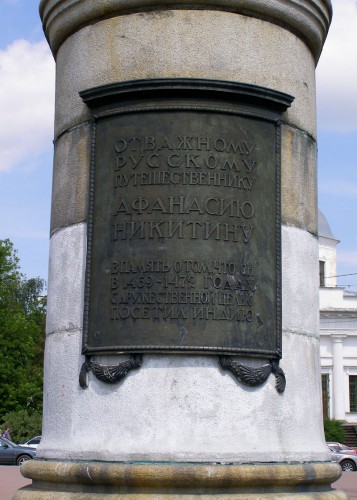 ОТВАЖНОМУ
РУССКОМУ
ПУТЕШЕСТВЕННИКУ
АФАНАСИЮ
НИКИТИНУ
В ПАМЯТЬ О ТОМ, ЧТО ОН
В 1469-1472 ГОДАХ
С ДРУЖЕСТВЕННОЙ ЦЕЛЬЮ
ПОСЕТИЛ ИНДИЮ